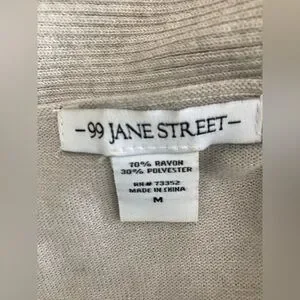 -99 JANE STREET-
70% RAYON
30% POLYESTER
RN# 73352
MADE IN CHINA
M